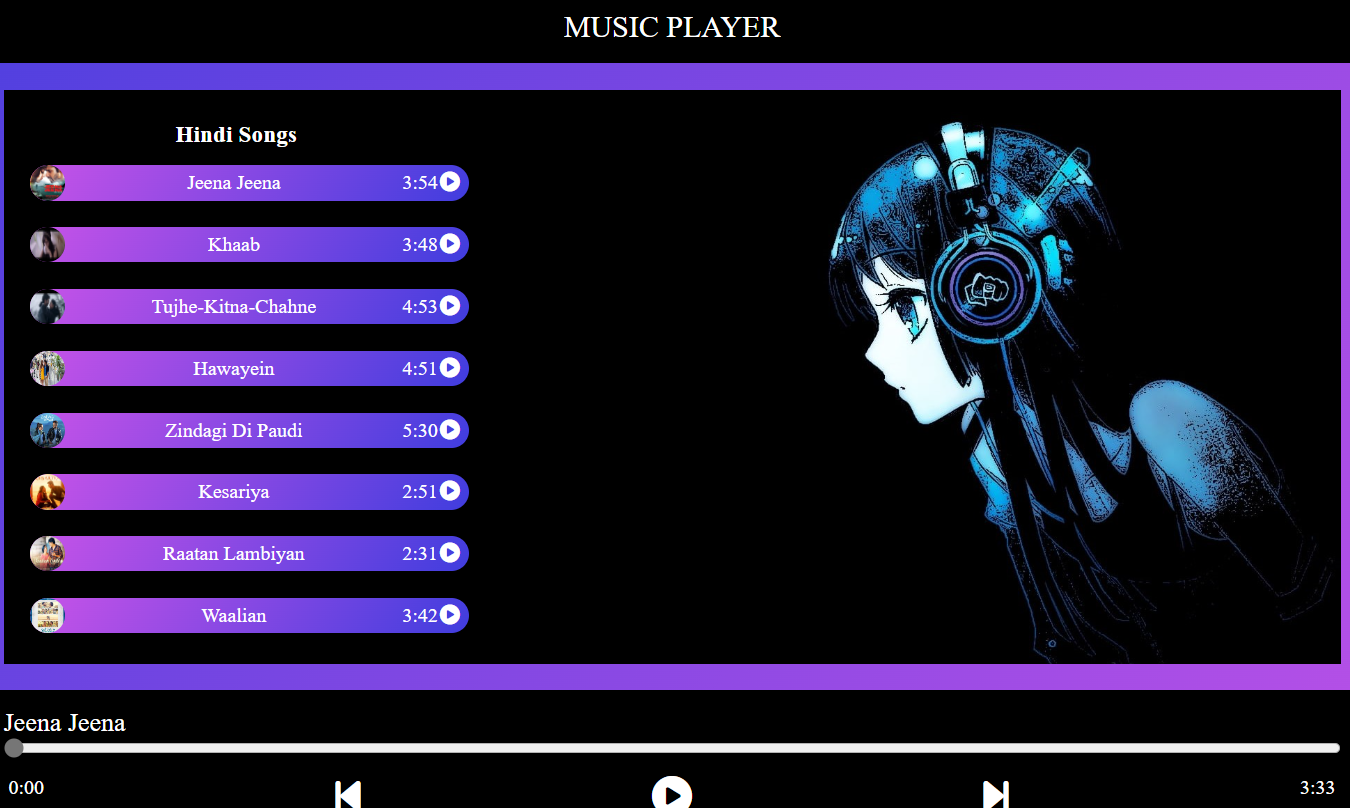 MUSIC PLAYER
Hindi Songs
Jeena Jeena 3:54
Khaab 3:48
Tujhe-Kitna-Chahne 4:53
Hawayein 4:51
Zindagi Di Paudi 5:30
Kesariya 2:51
Raatan Lambiyan 2:31
Waalian 3:42
Jeena Jeena
0:00 3:33